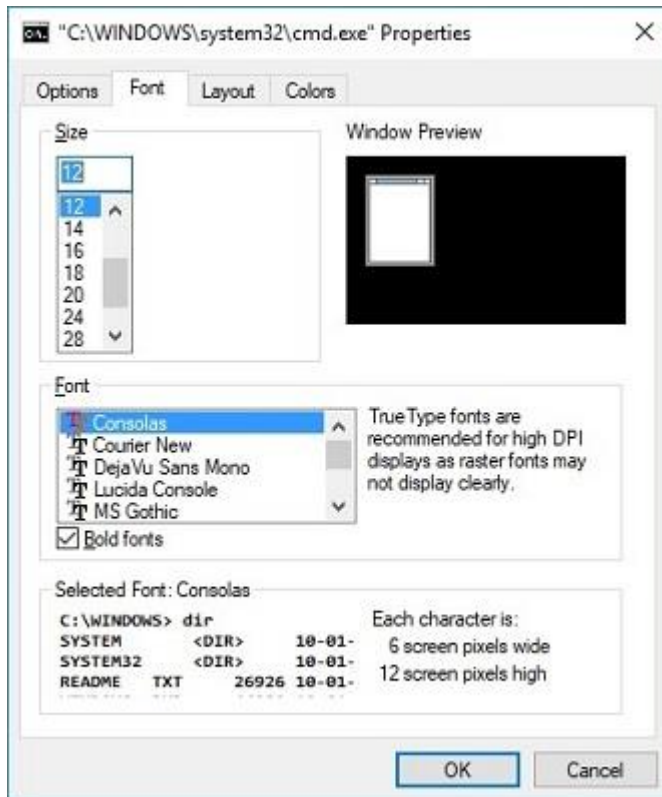 "C:\WINDOWS\system32\cmd.exe" Properties
Options Font Layout Colors
Size
12
12
14
16
18
20
24
28
Window Preview
Font
Consolas
Courier New
DejaVu Sans Mono
Lucida Console
MS Gothic
TrueType fonts are
recommended for high DPI
displays as raster fonts may
not display clearly.
Bold fonts
Selected Font: Consolas
C:\WINDOWS> dir
SYSTEM <DIR> 10-01-
SYSTEM32 <DIR> 10-01-
README TXT 26926 10-01-
Each character is:
6 screen pixels wide
12 screen pixels high
OK Cancel